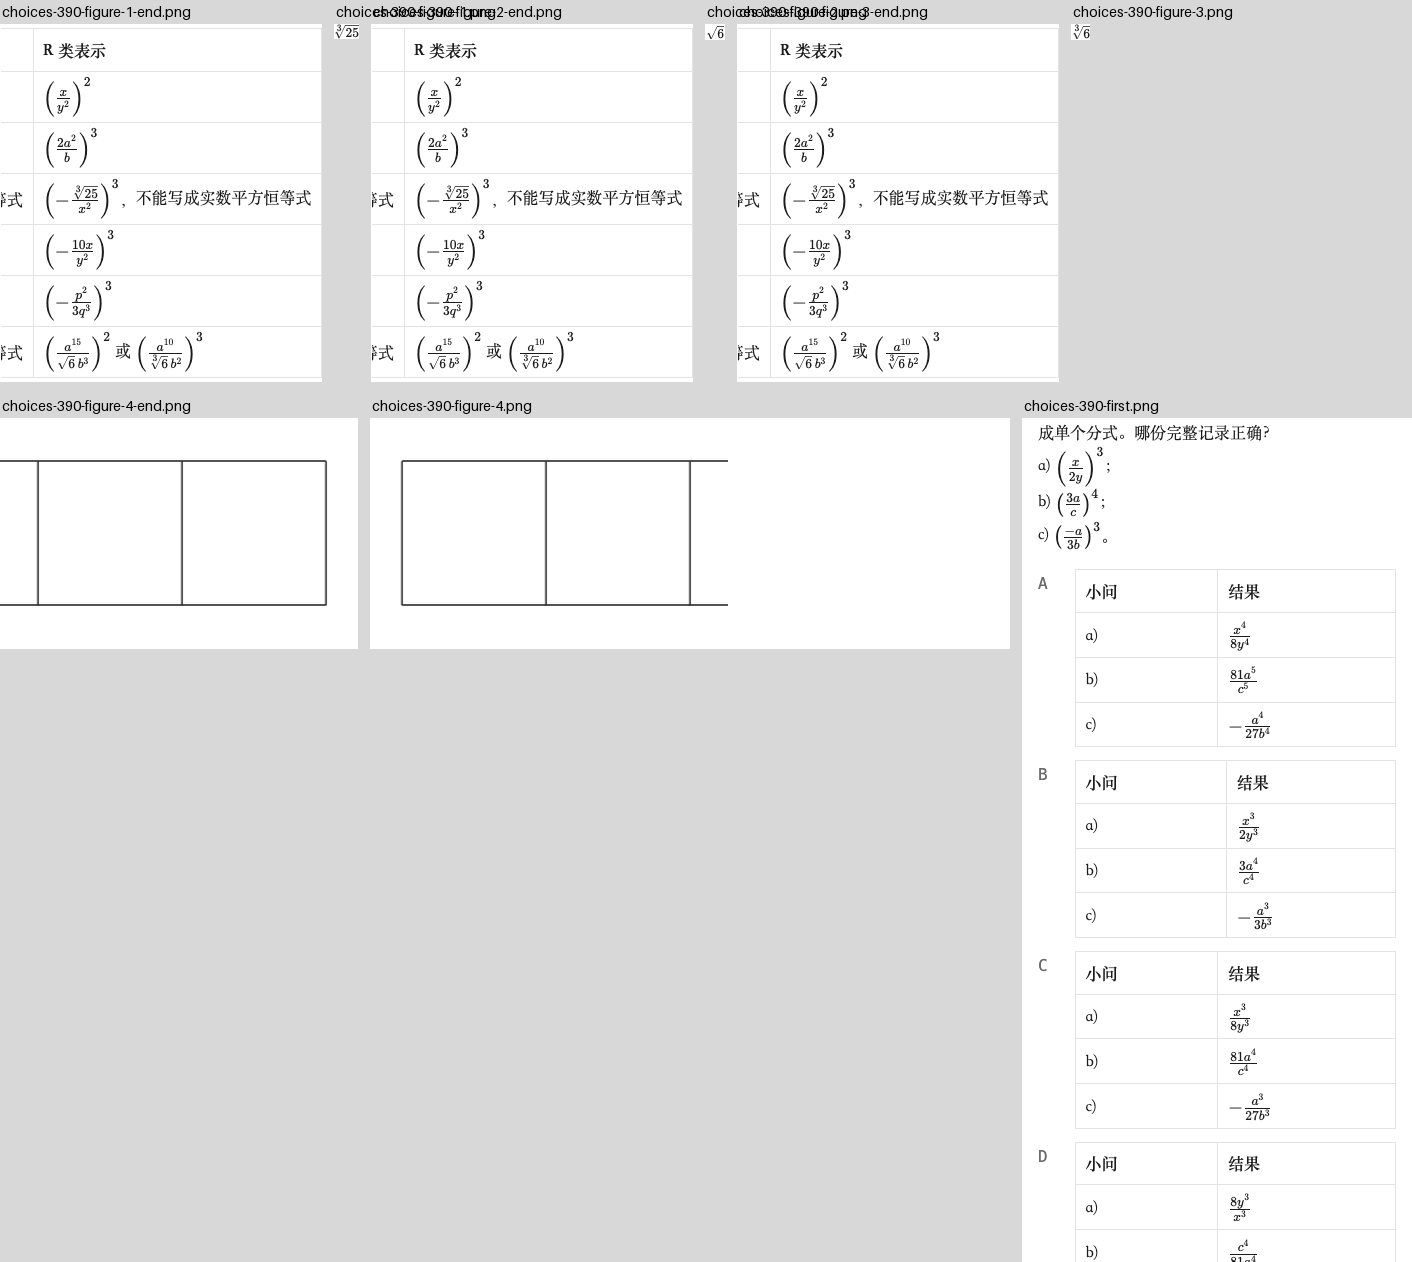 choices-390-figure-1-end.png
R 类表示
(x/y²)²
(2a²/b)³
等式 (-∛25/x²)³, 不能写成实数平方恒等式
(-10x/y²)³
(-p²/3q³)³
等式 (a¹⁵/√6 b³)² 或 (a¹⁰/∛6 b²)³
∛25
R 类表示
(x/y²)²
(2a²/b)³
等式 (-∛25/x²)³, 不能写成实数平方恒等式
(-10x/y²)³
(-p²/3q³)³
等式 (a¹⁵/√6 b³)² 或 (a¹⁰/∛6 b²)³
√6
R 类表示
(x/y²)²
(2a²/b)³
等式 (-∛25/x²)³, 不能写成实数平方恒等式
(-10x/y²)³
(-p²/3q³)³
等式 (a¹⁵/√6 b³)² 或 (a¹⁰/∛6 b²)³
choices-390-figure-3.png
∛6
choices-390-figure-4-end.png
choices-390-figure-4.png
choices-390-first.png
成单个分式。哪份完整记录正确?
a) (x/2y)³;
b) (3a/c)⁴;
c) (-a/3b)³。
A 小问 结果
a) x⁴/8y⁴
b) 81a⁵/c⁵
c) -a⁴/27b⁴
B 小问 结果
a) x³/2y³
b) 3a⁴/c⁴
c) -a³/3b³
C 小问 结果
a) x³/8y³
b) 81a⁴/c⁴
c) -a³/27b³
D 小问 结果
a) 8y³/x³
b) c⁴/81a⁴